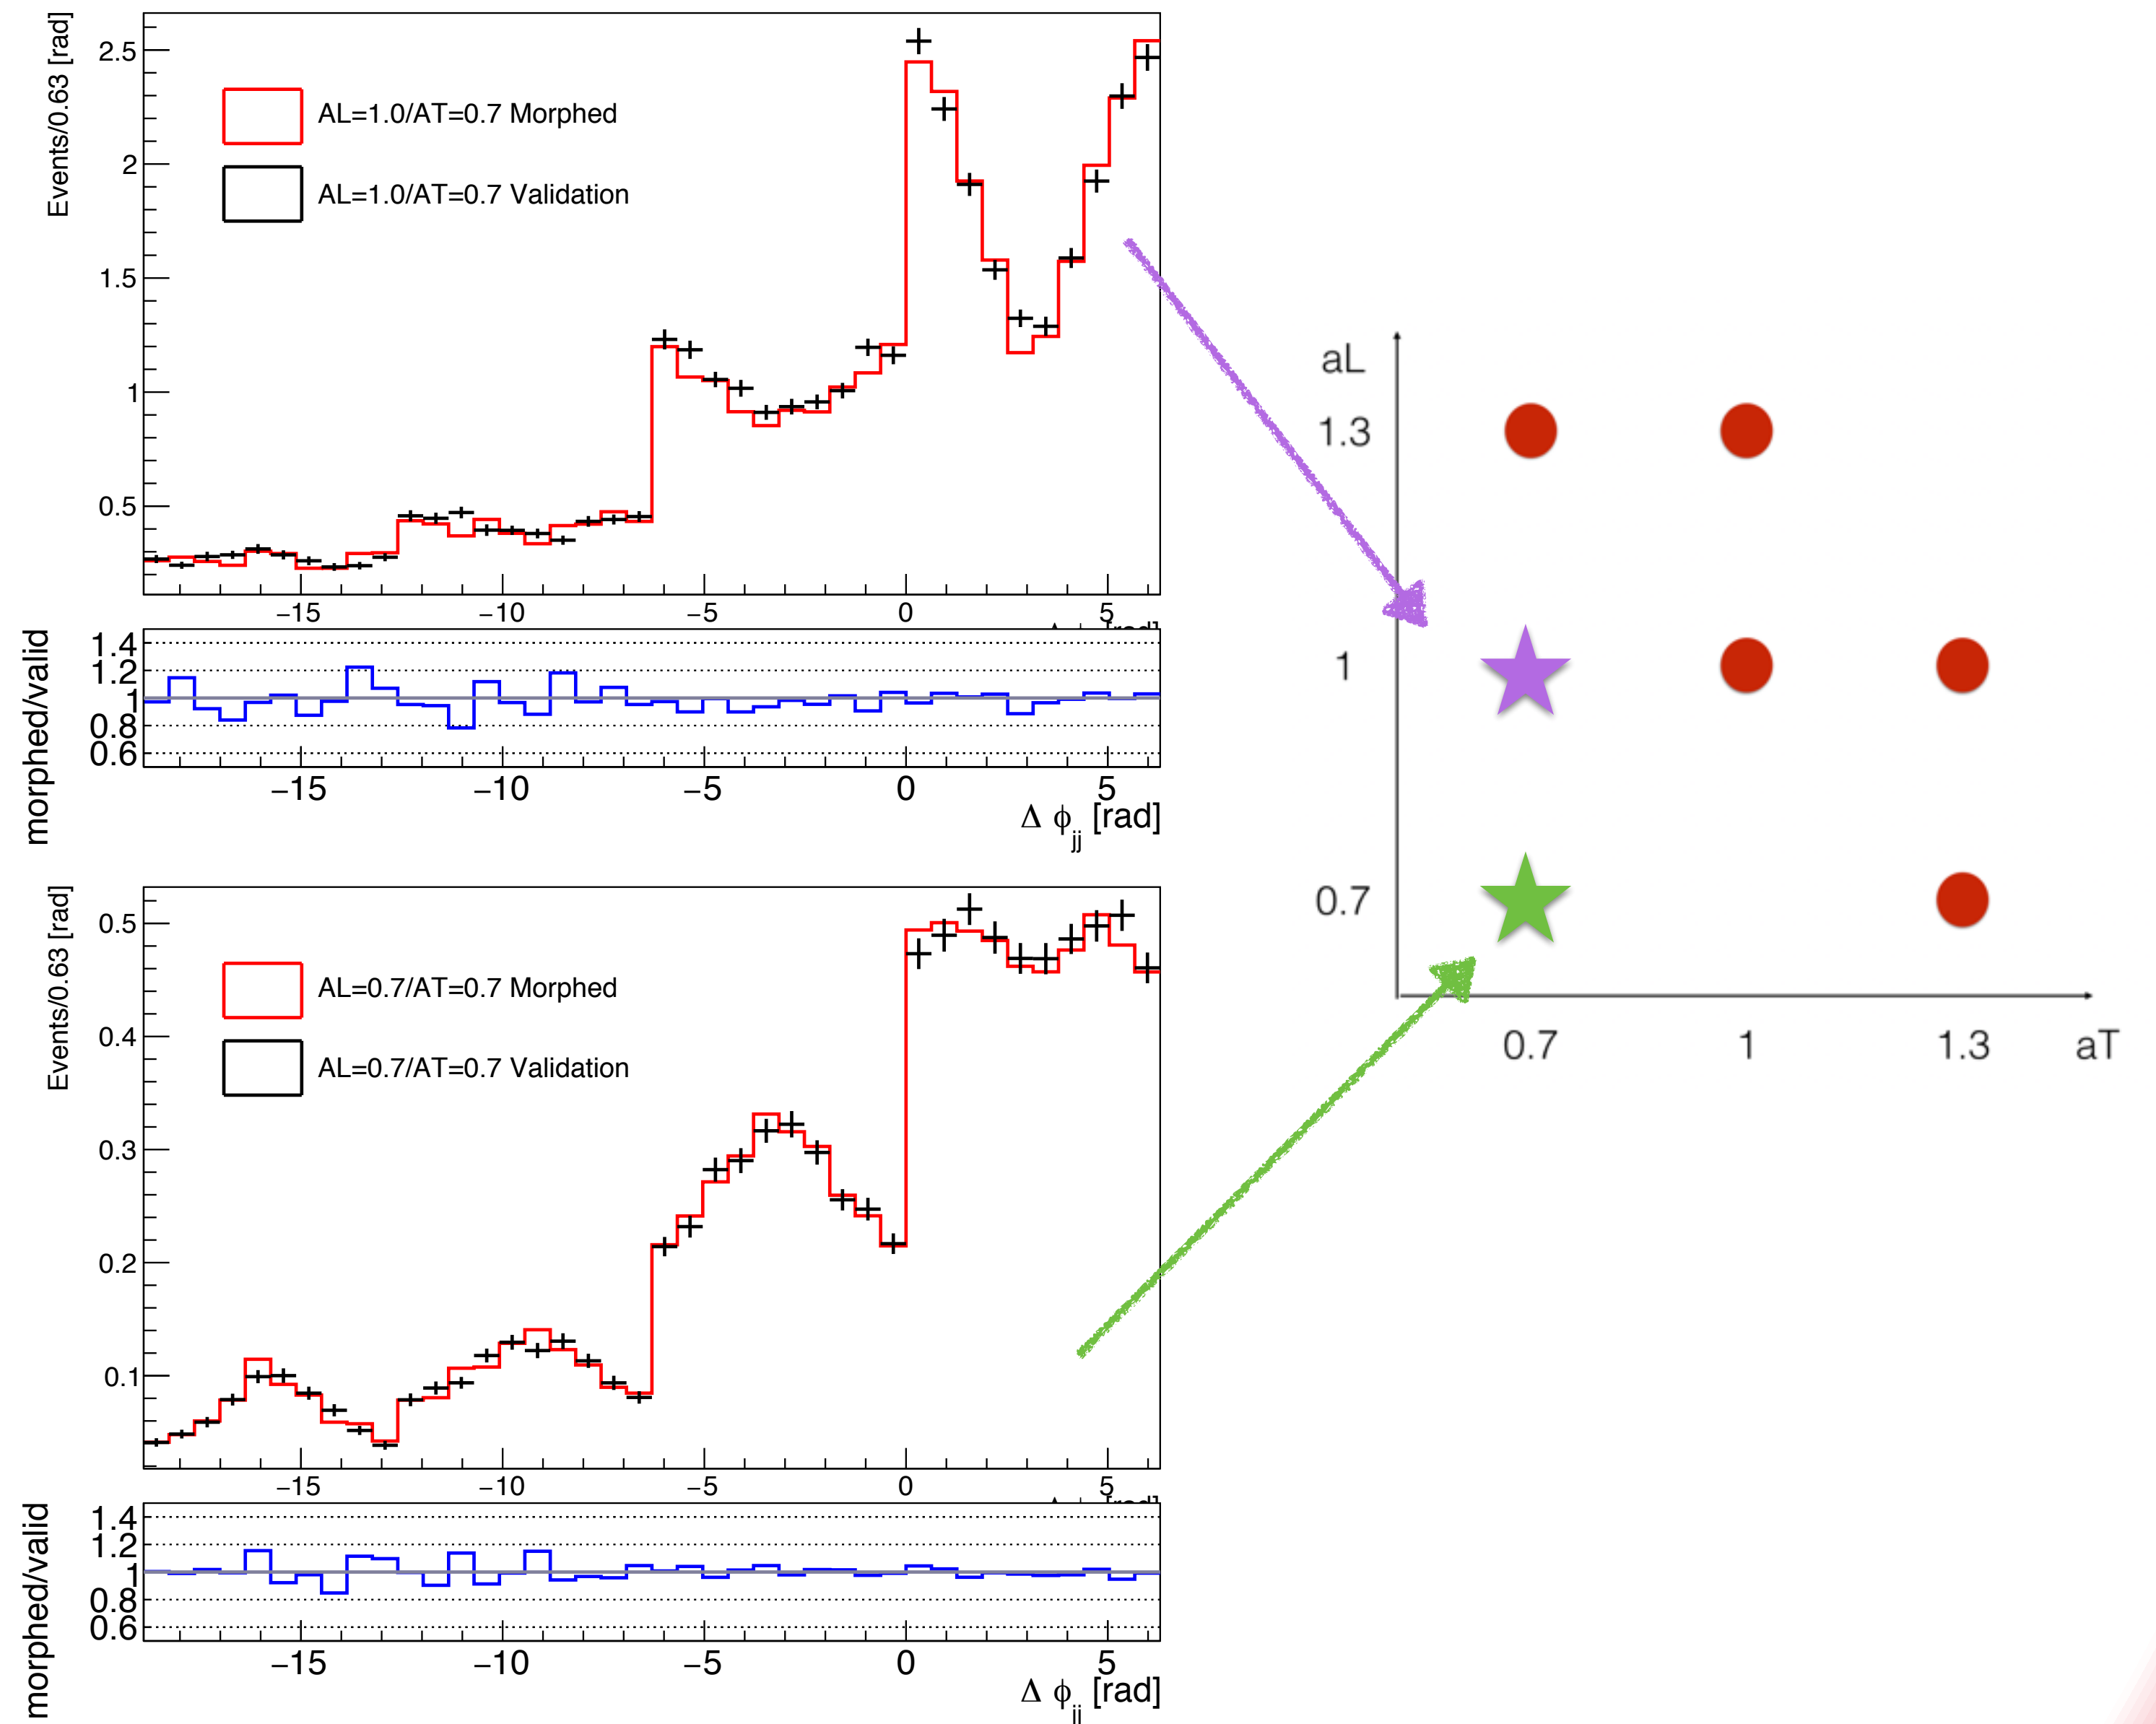 Events/0.63 [rad]
2.5
2
1.5
1
0.5
AL=1.0/AT=0.7 Morphed
AL=1.0/AT=0.7 Validation
−15 −10 −5 0 5
morphed/valid
1.4
1.2
1
0.8
0.6
−15 −10 −5 0 5
Δ ϕjj [rad]
Events/0.63 [rad]
0.5
0.4
0.3
0.2
0.1
AL=0.7/AT=0.7 Morphed
AL=0.7/AT=0.7 Validation
−15 −10 −5 0 5
morphed/valid
1.4
1.2
1
0.8
0.6
−15 −10 −5 0 5
Δ ϕjj [rad]
aL
1.3
1
0.7
0.7 1 1.3 aT